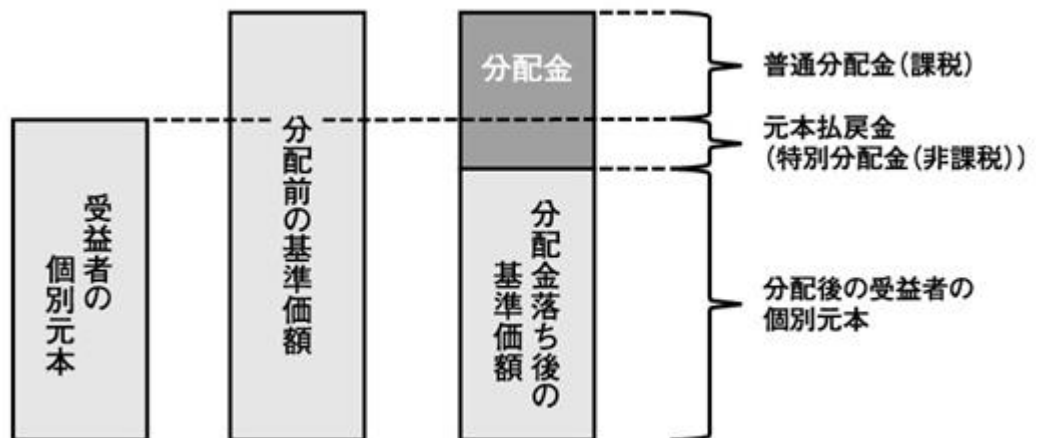 受益者の
個別元本
分配前の基準価額
分配金
分配金落ち後の
基準価額
普通分配金(課税)
元本払戻金
(特別分配金(非課税))
分配後の受益者の
個別元本